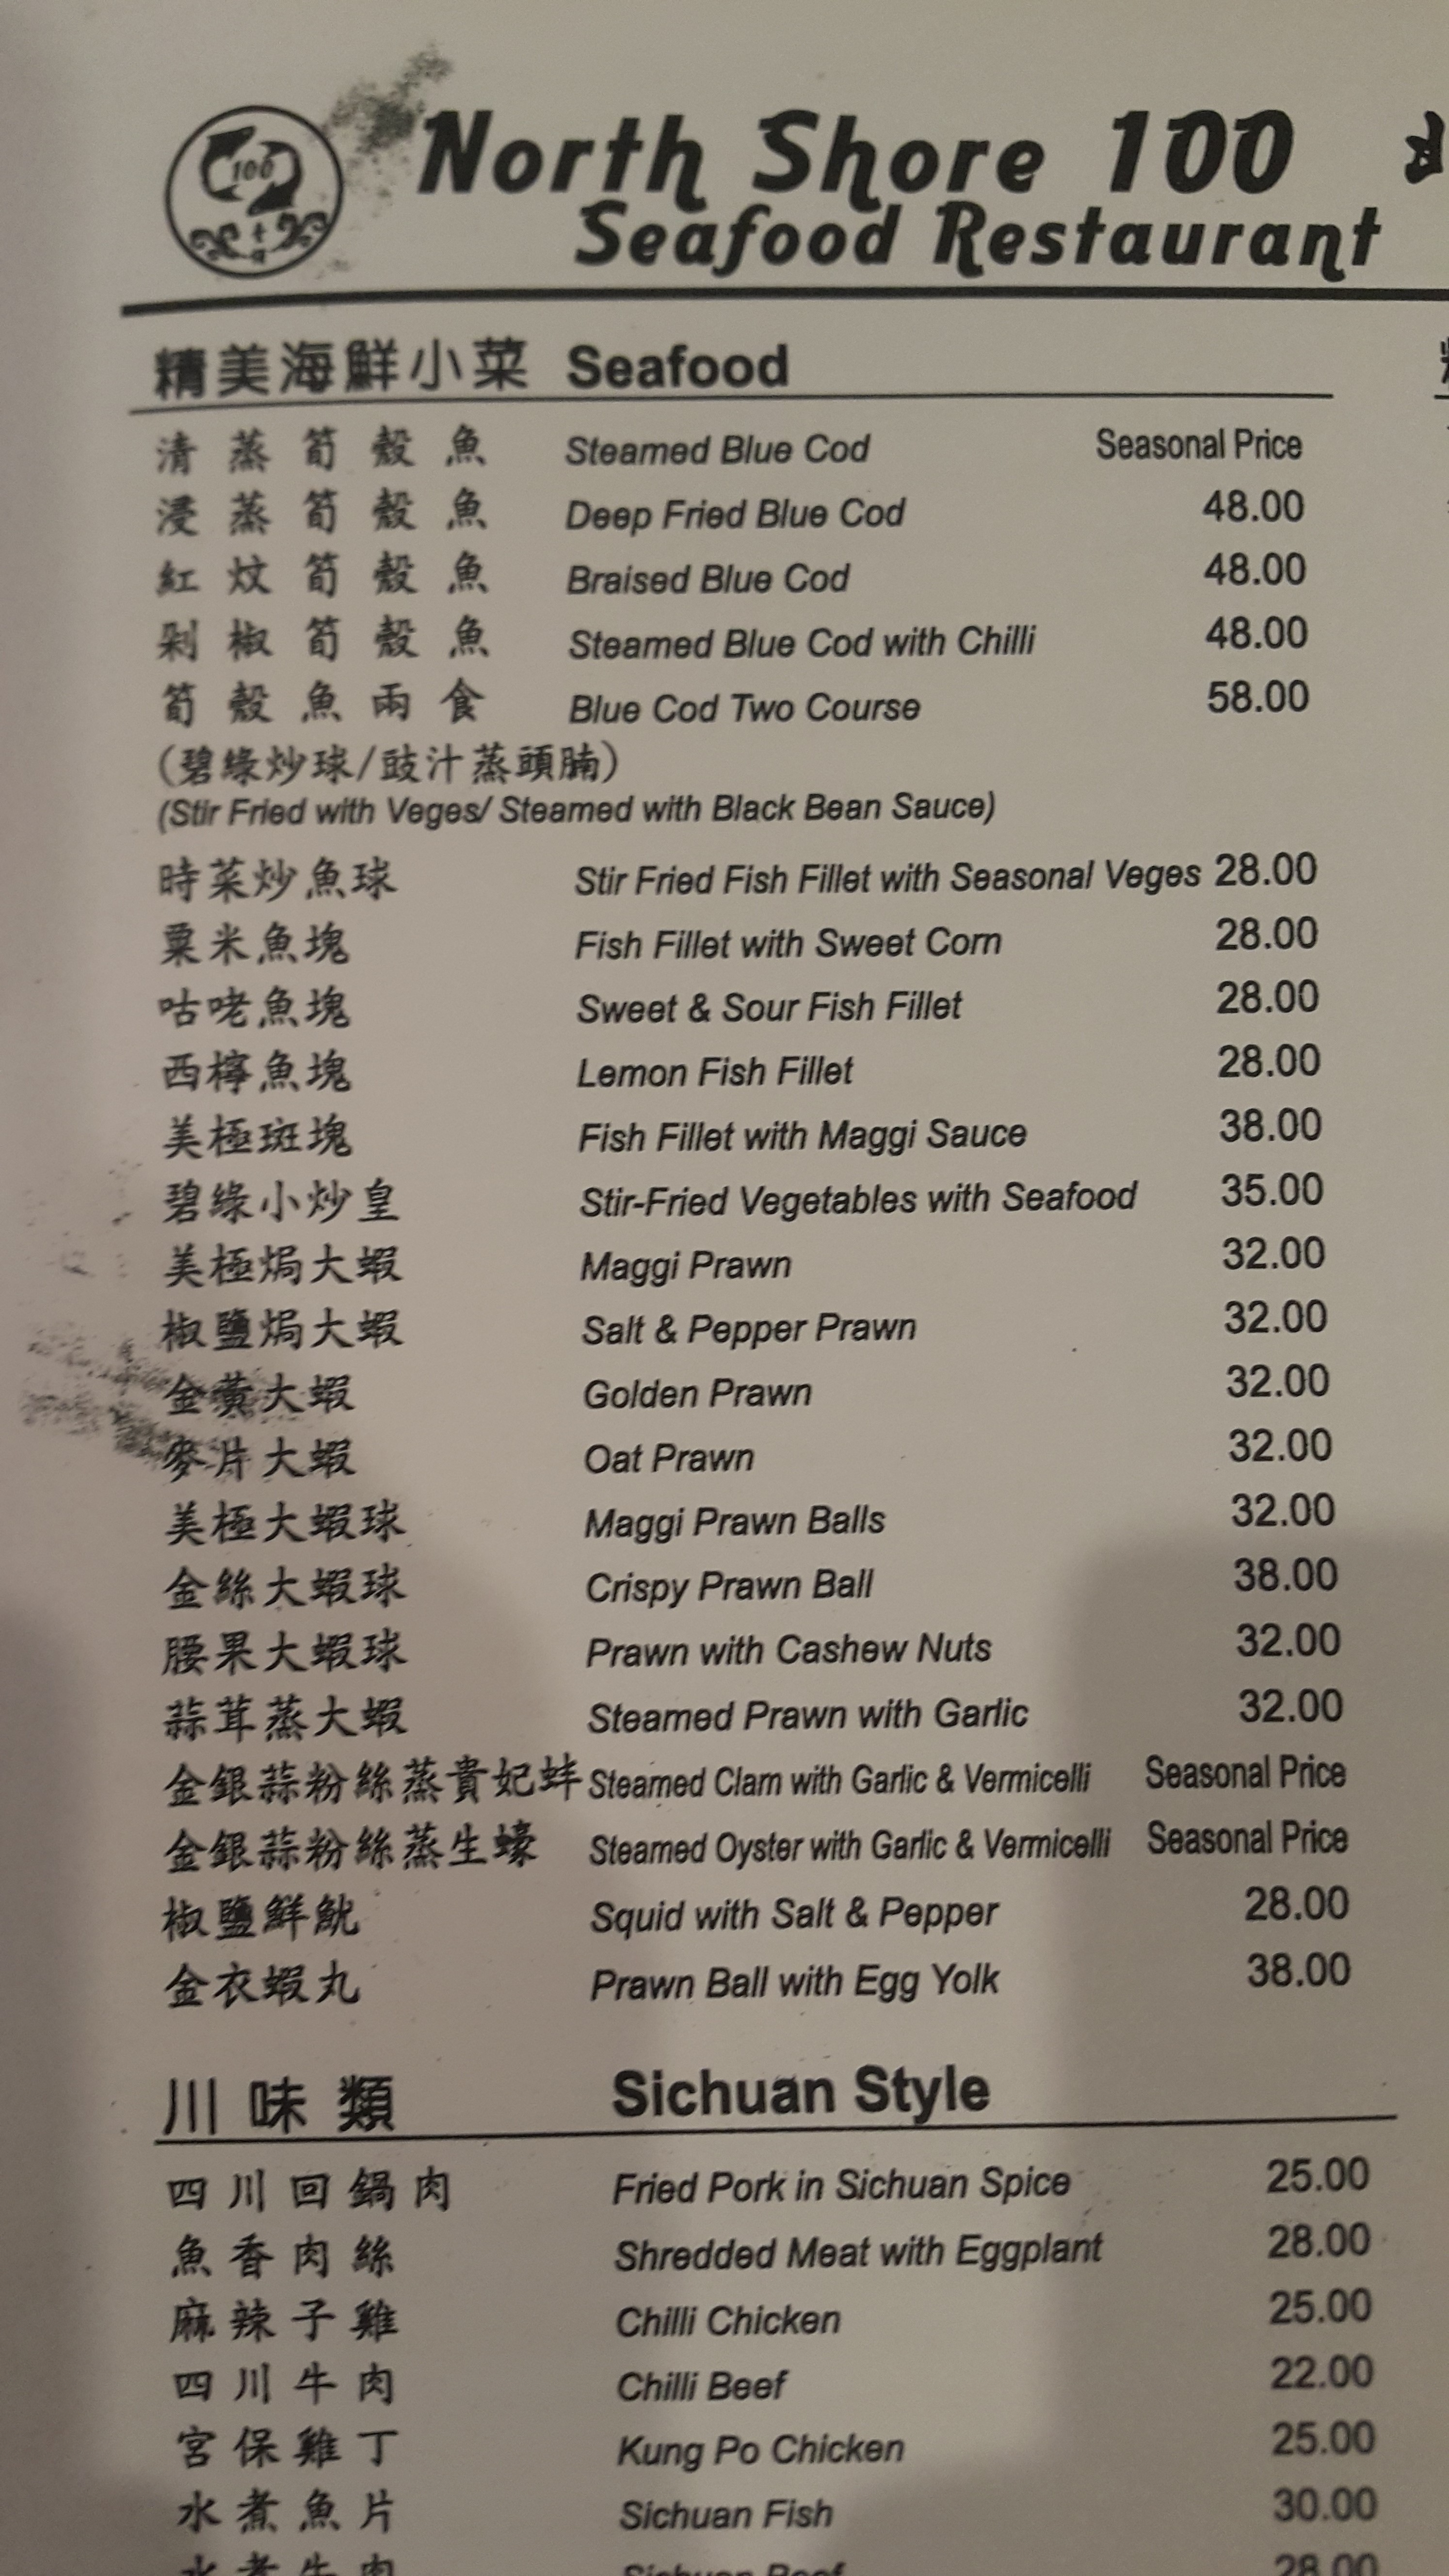 100
North Shore 100
Seafood Restaurant
精美海鮮小菜 Seafood
清蒸筍殼魚 Steamed Blue Cod Seasonal Price
浸蒸筍殼魚 Deep Fried Blue Cod 48.00
紅炆筍殼魚 Braised Blue Cod 48.00
剁椒筍殼魚 Steamed Blue Cod with Chilli 48.00
筍殼魚兩食 Blue Cod Two Course 58.00
(碧綠炒球/豉汁蒸頭腩)
(Stir Fried with Veges/ Steamed with Black Bean Sauce)
時菜炒魚球 Stir Fried Fish Fillet with Seasonal Veges 28.00
粟米魚塊 Fish Fillet with Sweet Corn 28.00
咕咾魚塊 Sweet & Sour Fish Fillet 28.00
西檸魚塊 Lemon Fish Fillet 28.00
美極斑塊 Fish Fillet with Maggi Sauce 38.00
碧綠小炒皇 Stir-Fried Vegetables with Seafood 35.00
美極焗大蝦 Maggi Prawn 32.00
椒鹽焗大蝦 Salt & Pepper Prawn 32.00
金黃大蝦 Golden Prawn 32.00
麥片大蝦 Oat Prawn 32.00
美極大蝦球 Maggi Prawn Balls 32.00
金絲大蝦球 Crispy Prawn Ball 38.00
腰果大蝦球 Prawn with Cashew Nuts 32.00
蒜茸蒸大蝦 Steamed Prawn with Garlic 32.00
金銀蒜粉絲蒸貴妃蚌 Steamed Clam with Garlic & Vermicelli Seasonal Price
金銀蒜粉絲蒸生蠔 Steamed Oyster with Garlic & Vermicelli Seasonal Price
椒鹽鮮魷 Squid with Salt & Pepper 28.00
金衣蝦丸 Prawn Ball with Egg Yolk 38.00
川味類 Sichuan Style
四川回鍋肉 Fried Pork in Sichuan Spice 25.00
魚香肉絲 Shredded Meat with Eggplant 28.00
麻辣子雞 Chilli Chicken 25.00
四川牛肉 Chilli Beef 22.00
宮保雞丁 Kung Po Chicken 25.00
水煮魚片 Sichuan Fish 30.00
水煮牛肉 Sichuan Beef 28.00